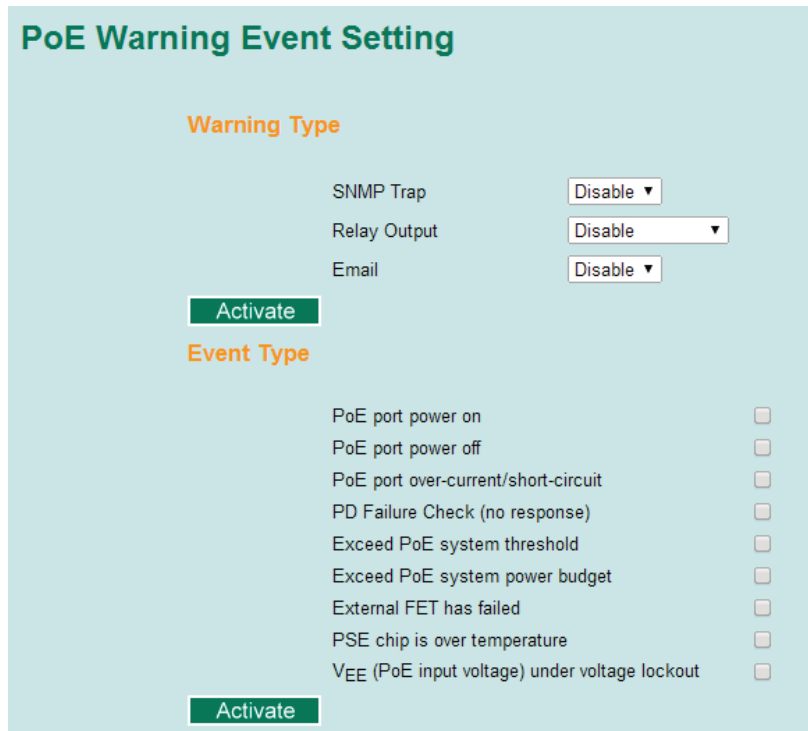 PoE Warning Event Setting
Warning Type
SNMP Trap Disable
Relay Output Disable
Email Disable
Activate
Event Type
PoE port power on
PoE port power off
PoE port over-current/short-circuit
PD Failure Check (no response)
Exceed PoE system threshold
Exceed PoE system power budget
External FET has failed
PSE chip is over temperature
VEE (PoE input voltage) under voltage lockout
Activate